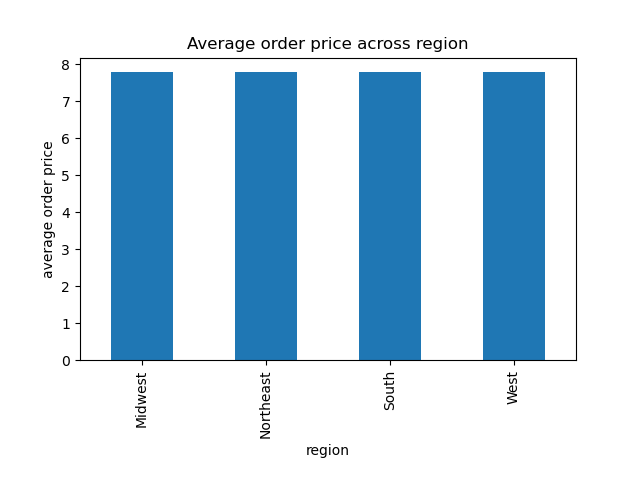 Average order price across region
average order price
8
7
6
5
4
3
2
1
0
Midwest
Northeast
South
West
region